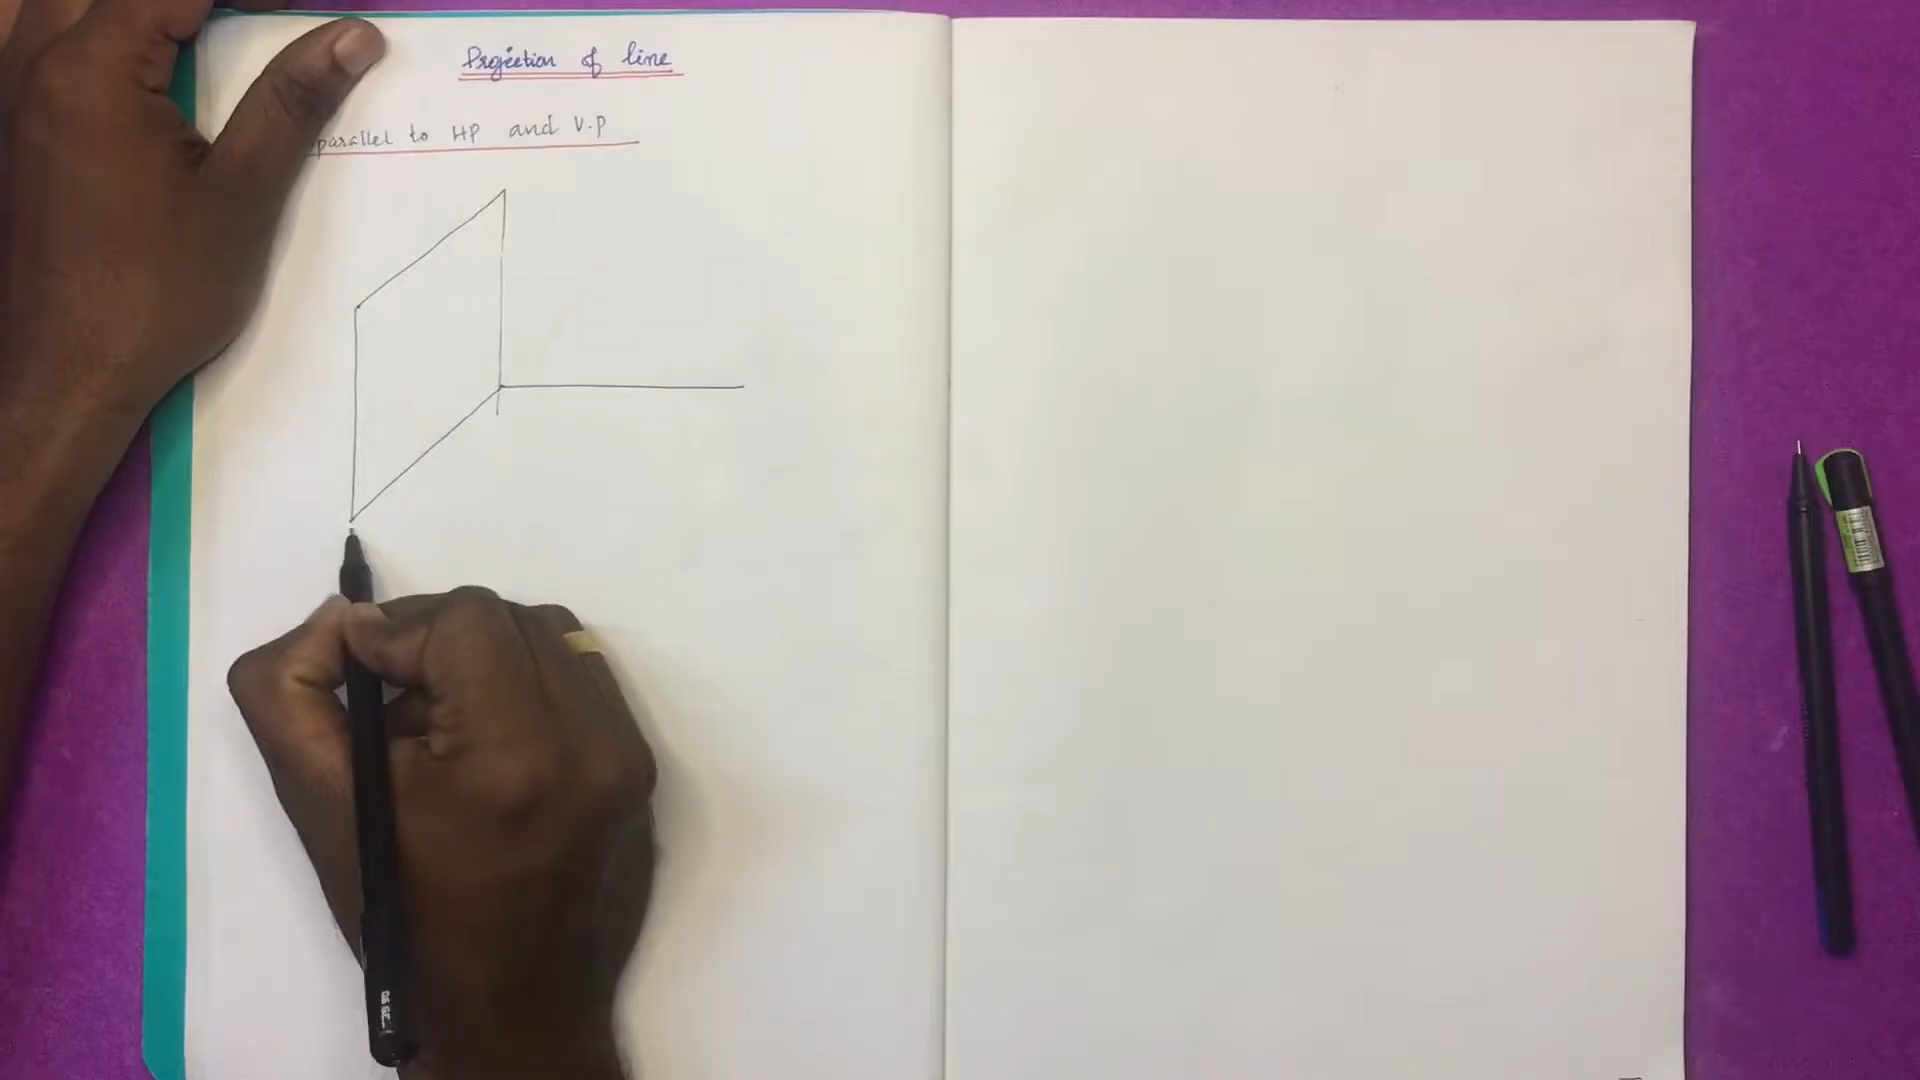 Projection of line
parallel to HP and V.P